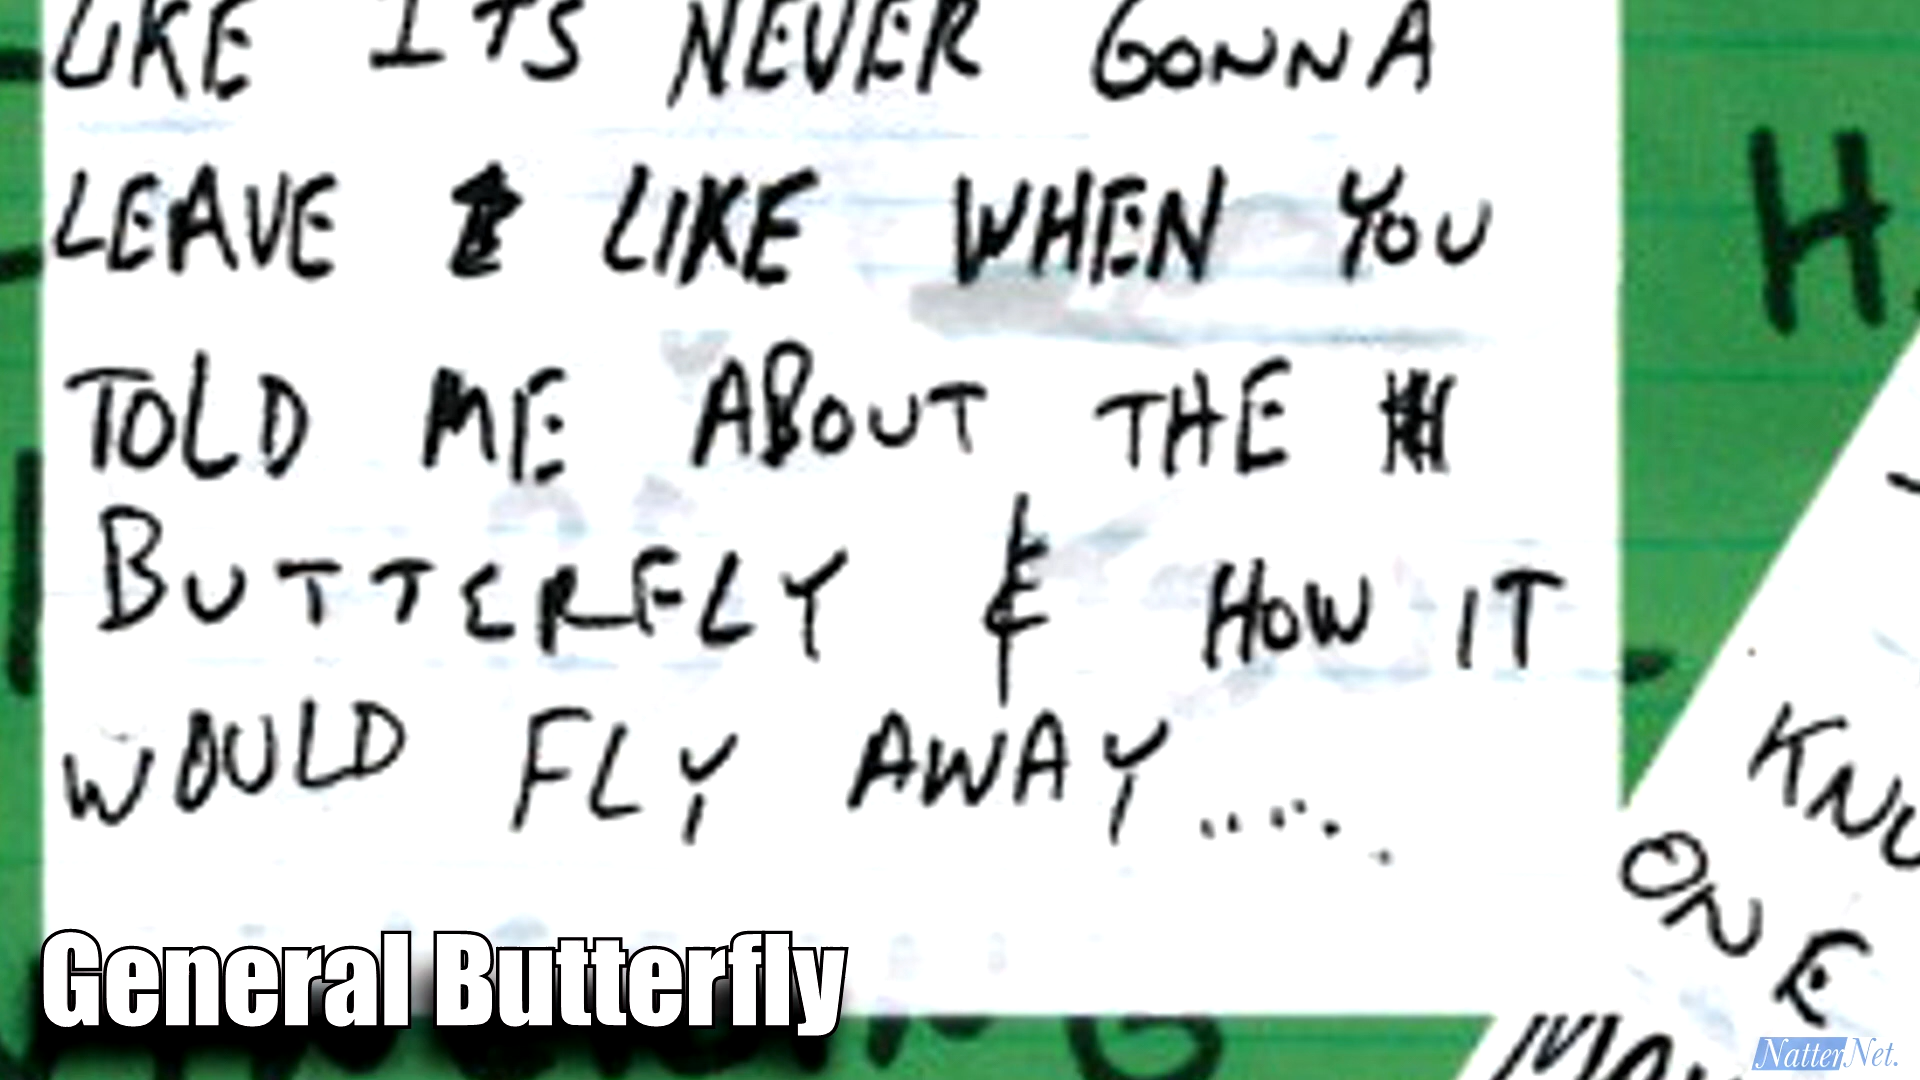 LIKE ITS NEVER GONNA
LEAVE LIKE WHEN YOU
TOLD ME ABOUT THE
BUTTERFLY & HOW IT
WOULD FLY AWAY.....
H
ONE
General Butterfly
NatterNet.